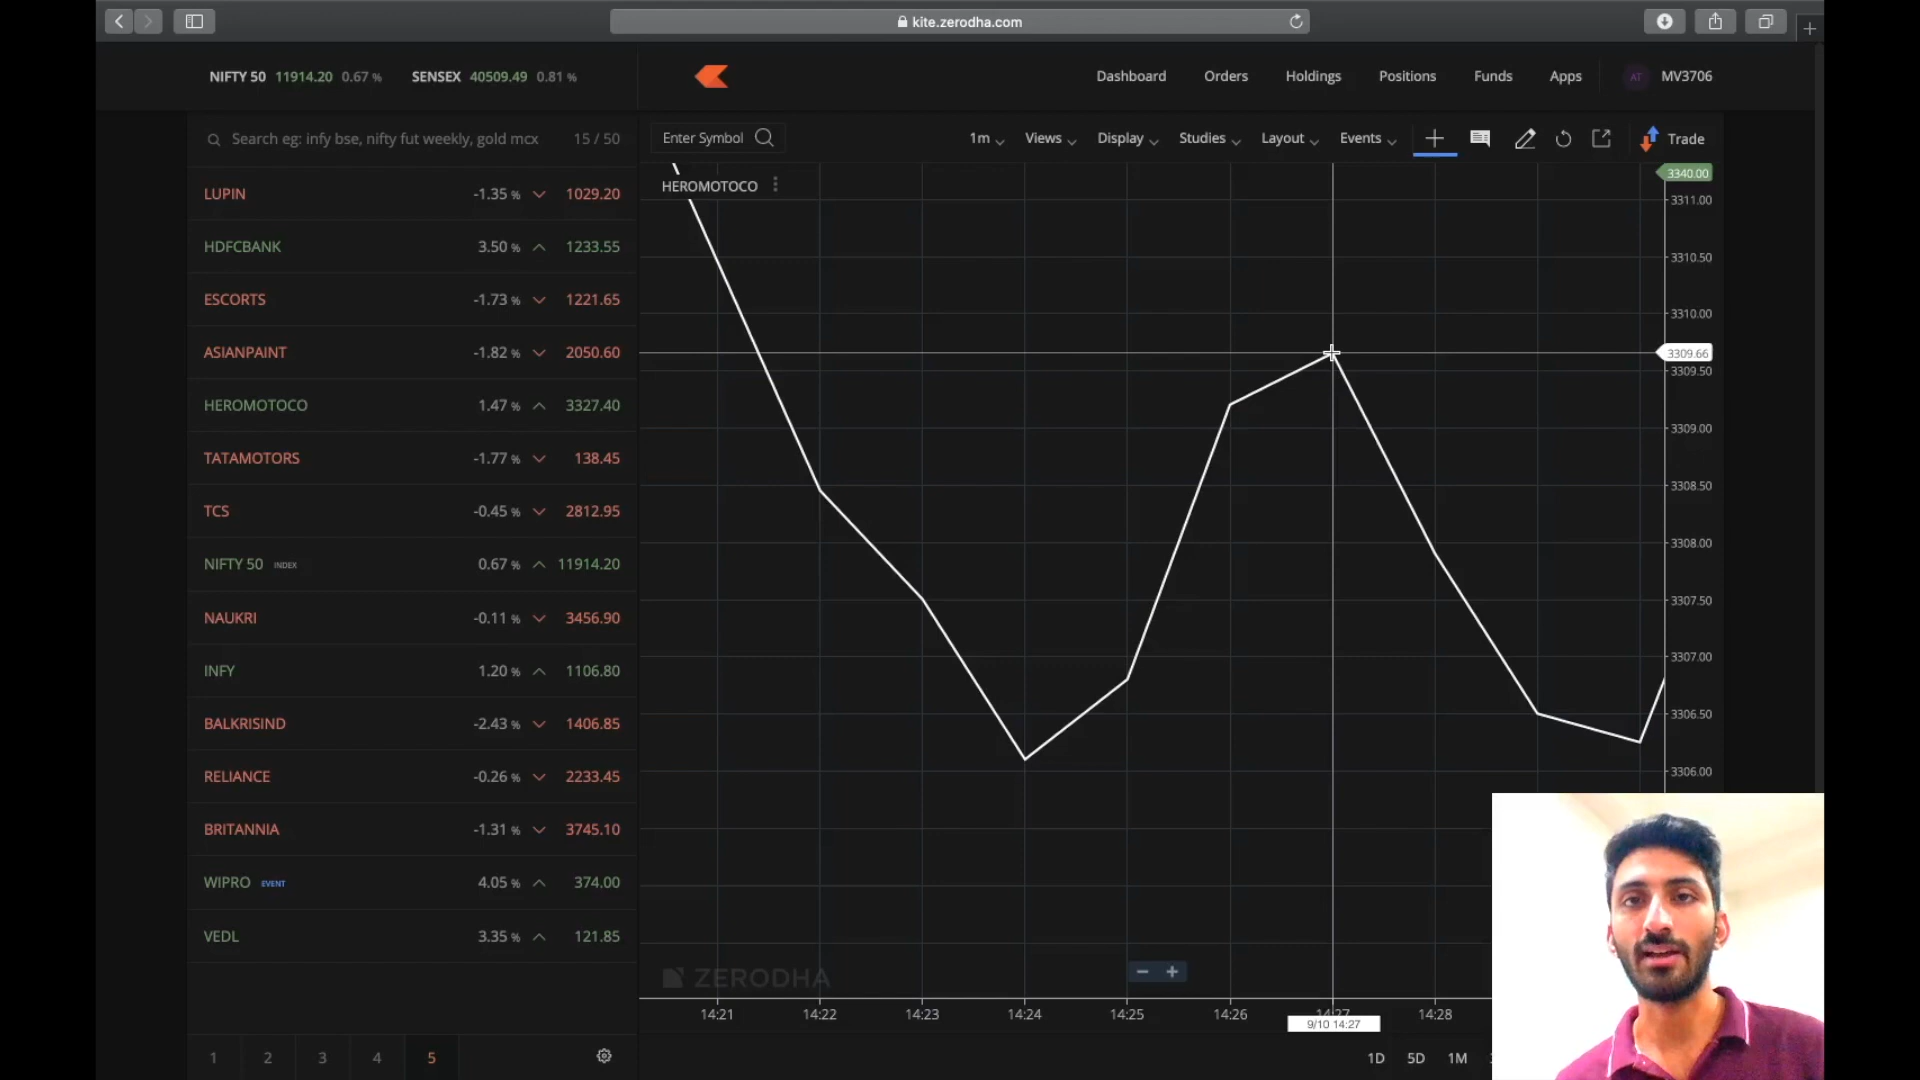 kite.zerodha.com
NIFTY 50 11914.20 0.67 % SENSEX 40509.49 0.81 %
Dashboard Orders Holdings Positions Funds Apps AT MV3706
Search eg: infy bse, nifty fut weekly, gold mcx 15 / 50
Enter Symbol 1m Views Display Studies Layout Events Trade
LUPIN -1.35 % 1029.20
HDFCBANK 3.50 % 1233.55
ESCORTS -1.73 % 1221.65
ASIANPAINT -1.82 % 2050.60
HEROMOTOCO 1.47 % 3327.40
TATAMOTORS -1.77 % 138.45
TCS -0.45 % 2812.95
NIFTY 50 INDEX 0.67 % 11914.20
NAUKRI -0.11 % 3456.90
INFY 1.20 % 1106.80
BALKRISIND -2.43 % 1406.85
RELIANCE -0.26 % 2233.45
BRITANNIA -1.31 % 3745.10
WIPRO EVENT 4.05 % 374.00
VEDL 3.35 % 121.85
1 2 3 4 5
HEROMOTOCO
3340.00
3311.00
3310.50
3310.00
3309.66
3309.50
3309.00
3308.50
3308.00
3307.50
3307.00
3306.50
3306.00
ZERODHA
14:21 14:22 14:23 14:24 14:25 14:26 14:27 14:28
9/10 14:27
1D 5D 1M